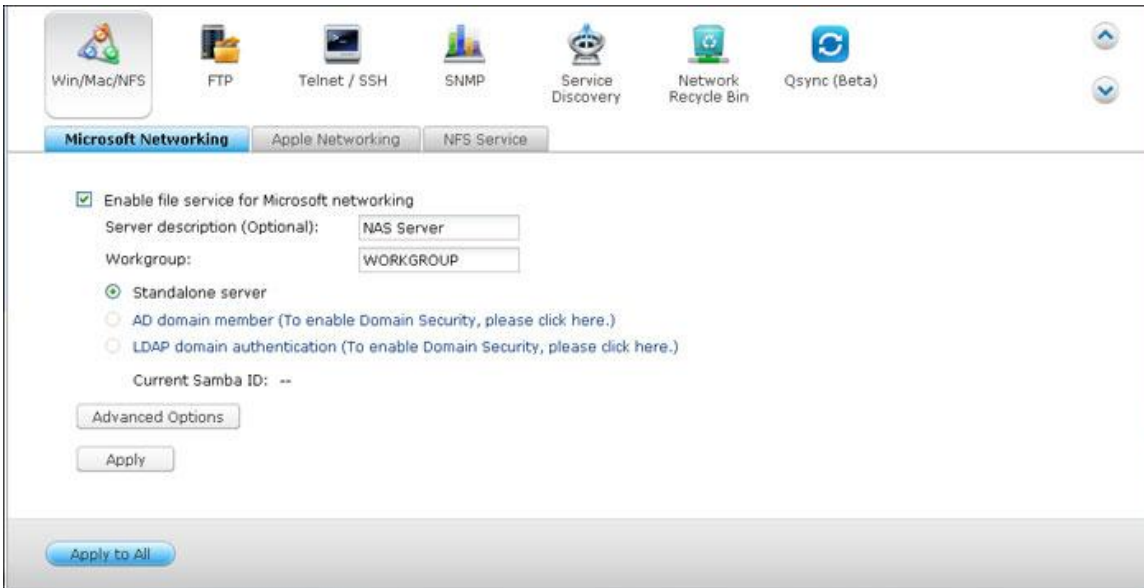 Win/Mac/NFS
FTP
Telnet / SSH
SNMP
Service
Discovery
Network
Recycle Bin
Qsync (Beta)
Microsoft Networking
Apple Networking
NFS Service
Enable file service for Microsoft networking
Server description (Optional): NAS Server
Workgroup: WORKGROUP
Standalone server
AD domain member (To enable Domain Security, please click here.)
LDAP domain authentication (To enable Domain Security, please click here.)
Current Samba ID: --
Advanced Options
Apply
Apply to All